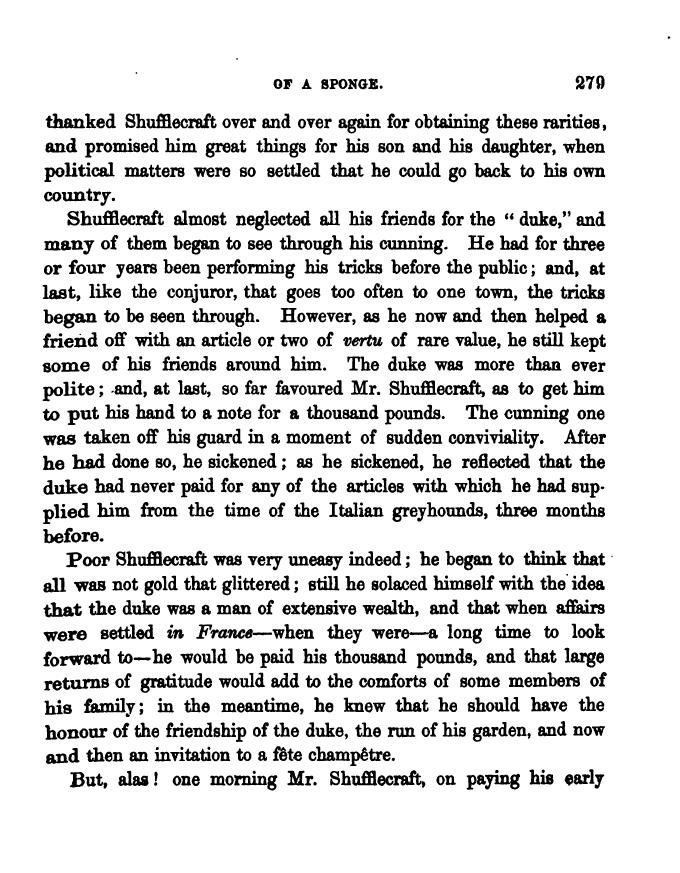 OF A SPONGE. 279
thanked Shufflecraft over and over again for obtaining these rarities,
and promised him great things for his son and his daughter, when
political matters were so settled that he could go back to his own
country.
Shufflecraft almost neglected all his friends for the “ duke,” and
many of them began to see through his cunning. He had for three
or four years been performing his tricks before the public; and, at
last, like the conjuror, that goes too often to one town, the tricks
began to be seen through. However, as he now and then helped a
friend off with an article or two of vertu of rare value, he still kept
some of his friends around him. The duke was more than ever
polite; and, at last, so far favoured Mr. Shufflecraft, as to get him
to put his hand to a note for a thousand pounds. The cunning one
was taken off his guard in a moment of sudden conviviality. After
he had done so, he sickened; as he sickened, he reflected that the
duke had never paid for any of the articles with which he had sup-
plied him from the time of the Italian greyhounds, three months
before.
Poor Shufflecraft was very uneasy indeed; he began to think that
all was not gold that glittered; still he solaced himself with the idea
that the duke was a man of extensive wealth, and that when affairs
were settled in France—when they were—a long time to look
forward to—he would be paid his thousand pounds, and that large
returns of gratitude would add to the comforts of some members of
his family; in the meantime, he knew that he should have the
honour of the friendship of the duke, the run of his garden, and now
and then an invitation to a fête champêtre.
But, alas! one morning Mr. Shufflecraft, on paying his early